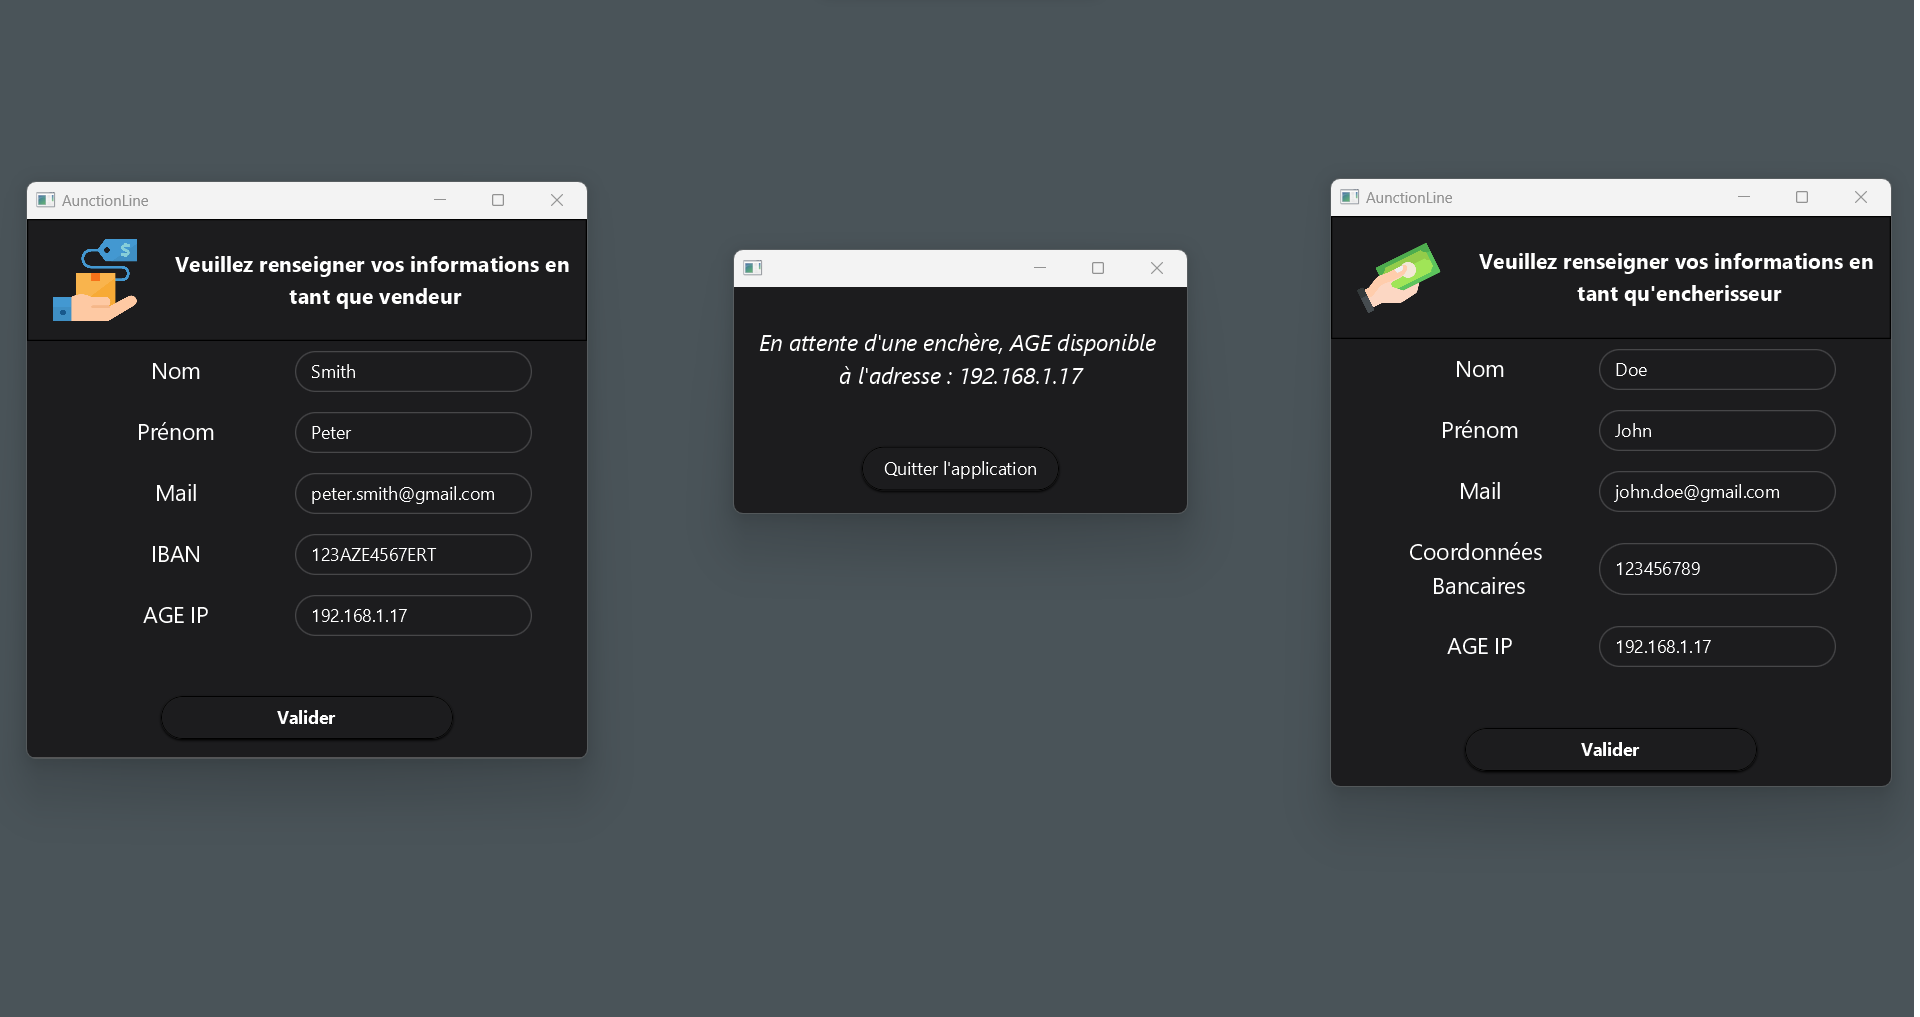 AunctionLine
Veuillez renseigner vos informations en
tant que vendeur
Nom
Smith
Prénom
Peter
Mail
peter.smith@gmail.com
IBAN
123AZE4567ERT
AGE IP
192.168.1.17
Valider
En attente d'une enchère, AGE disponible
à l'adresse : 192.168.1.17
Quitter l'application
AunctionLine
Veuillez renseigner vos informations en
tant qu'encherisseur
Nom
Doe
Prénom
John
Mail
john.doe@gmail.com
Coordonnées
Bancaires
123456789
AGE IP
192.168.1.17
Valider